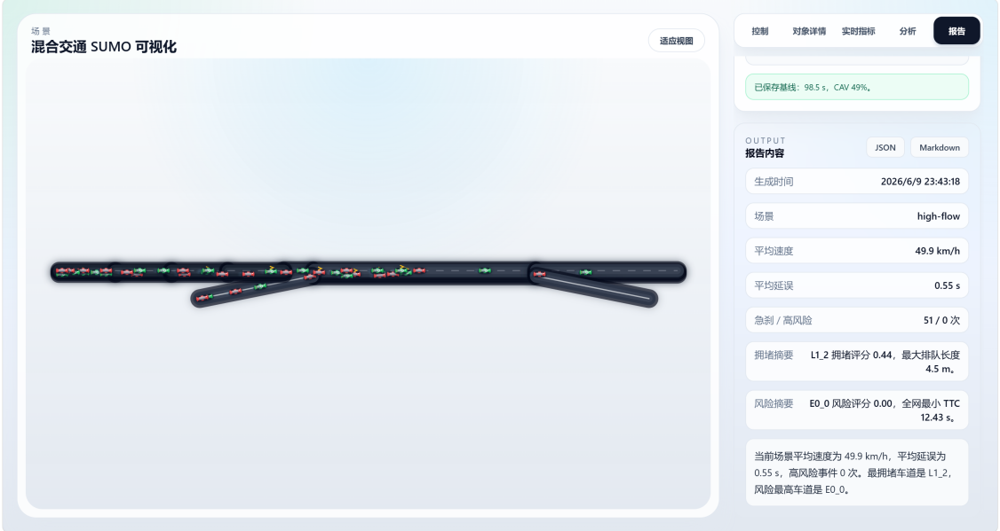 场景
混合交通 SUMO 可视化
适应视图
控制
对象详情
实时指标
分析
报告
已保存基线：98.5 s，CAV 49%。
OUTPUT
报告内容
JSON
Markdown
生成时间
2026/6/9 23:43:18
场景
high-flow
平均速度
49.9 km/h
平均延误
0.55 s
急刹 / 高风险
51 / 0 次
拥堵摘要
L1_2 拥堵评分 0.44，最大排队长度
4.5 m。
风险摘要
E0_0 风险评分 0.00，全网最小 TTC
12.43 s。
当前场景平均速度为 49.9 km/h，平均延误为
0.55 s，高风险事件 0 次。最拥堵车道是 L1_2，
风险最高车道是 E0_0。